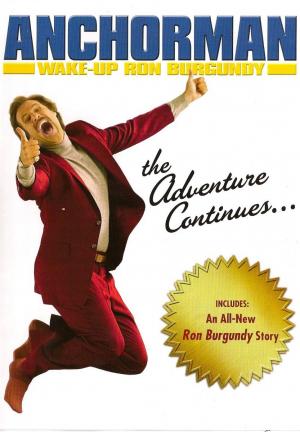 ANCHORMAN
WAKE-UP RON BURGUNDY
the
Adventure
Continues...
INCLUDES:
An All-New
Ron Burgundy Story